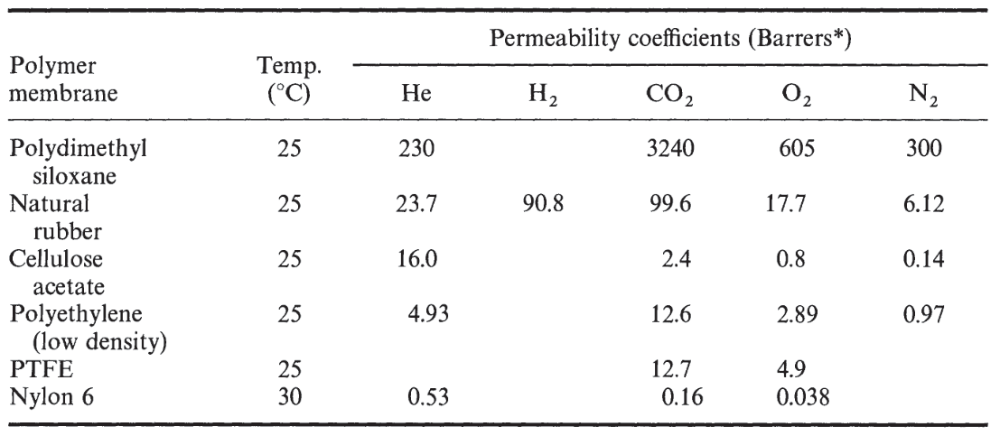 Permeability coefficients (Barrers*)
Polymer Temp.
membrane (°C) He H₂ CO₂ O₂ N₂
Polydimethyl 25 230 3240 605 300
siloxane
Natural 25 23.7 90.8 99.6 17.7 6.12
rubber
Cellulose 25 16.0 2.4 0.8 0.14
acetate
Polyethylene 25 4.93 12.6 2.89 0.97
(low density)
PTFE 25 12.7 4.9
Nylon 6 30 0.53 0.16 0.038